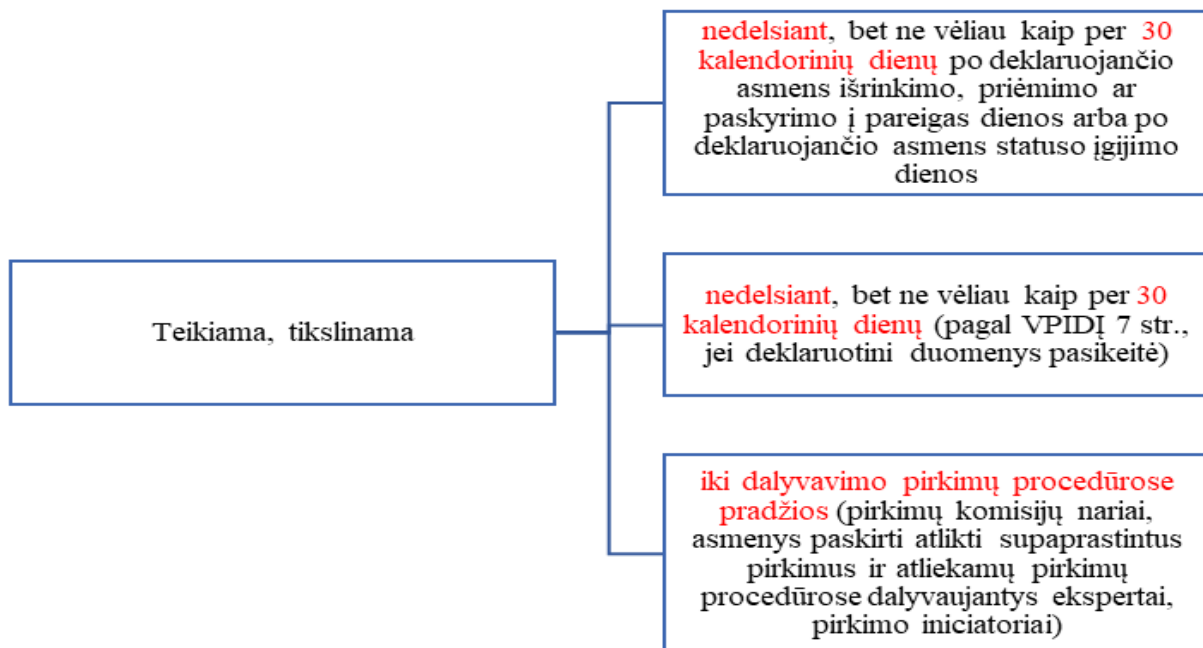 nedelsiant, bet ne vėliau kaip per 30
kalendorinių dienų po deklaruojančio
asmens išrinkimo, priėmimo ar
paskyrimo į pareigas dienos arba po
deklaruojančio asmens statuso įgijimo
dienos
Teikiama, tikslinama
nedelsiant, bet ne vėliau kaip per 30
kalendorinių dienų (pagal VPIDĮ 7 str.,
jei deklaruotini duomenys pasikeitė)
iki dalyvavimo pirkimų procedūrose
pradžios (pirkimų komisijų nariai,
asmenys paskirti atlikti supaprastintus
pirkimus ir atliekamų pirkimų
procedūrose dalyvaujantys ekspertai,
pirkimo iniciatoriai)